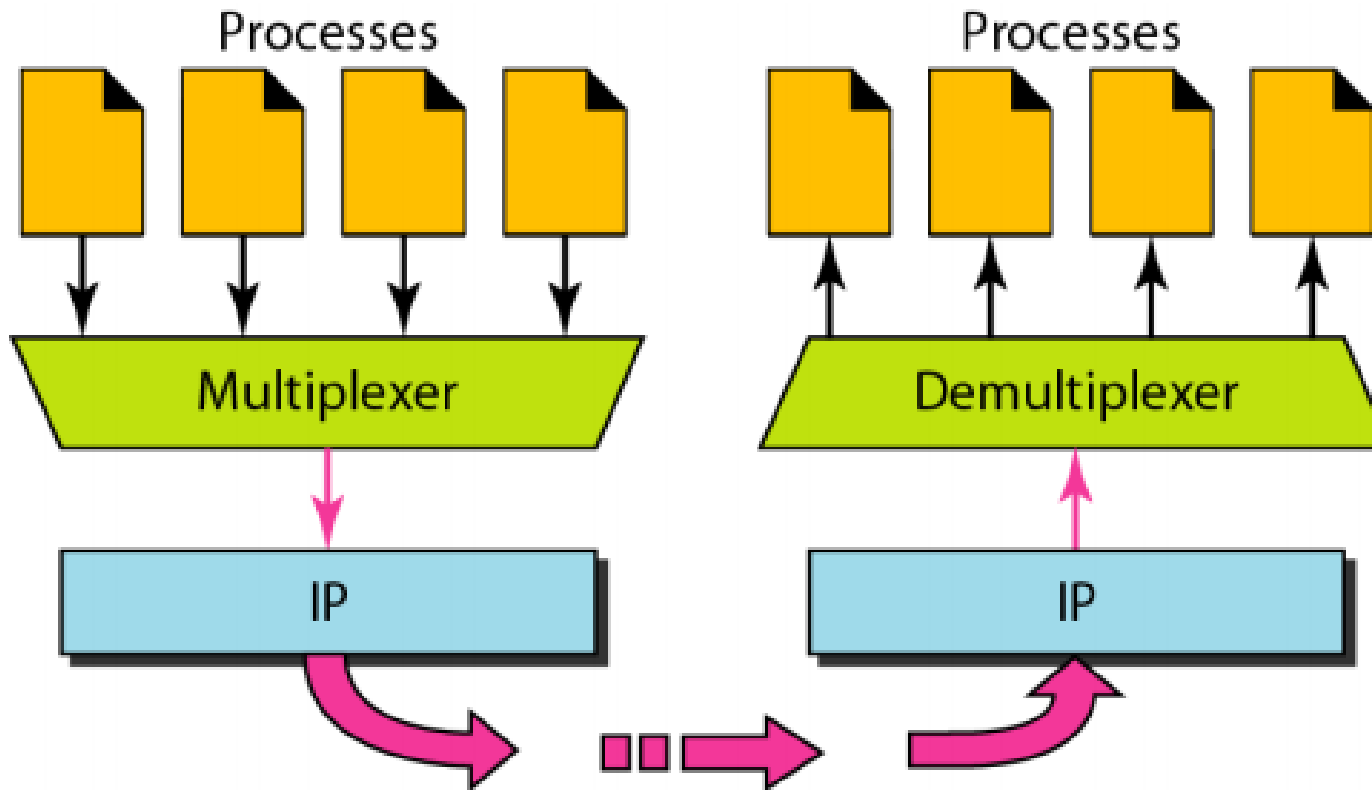 Processes
Processes
Multiplexer
Demultiplexer
IP
IP